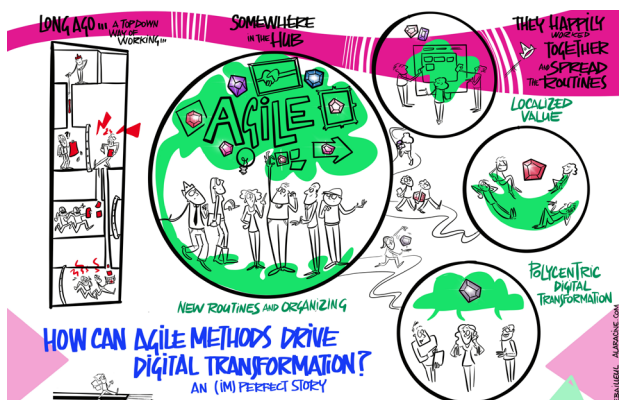 LONG AGO ... A TOP DOWN
WAY OF
WORKING ...
SOMEWHERE
IN THE HUB
THEY HAPPILY
WORKED
TOGETHER
AND SPREAD
THE ROUTINES
LOCALIZED
VALUE
AGILE
POLYCENTRIC
DIGITAL
TRANSFORMATION
NEW ROUTINES AND ORGANIZING
HOW CAN AGILE METHODS DRIVE
DIGITAL TRANSFORMATION?
AN (IM)PERFECT STORY
ALARACINE.COM